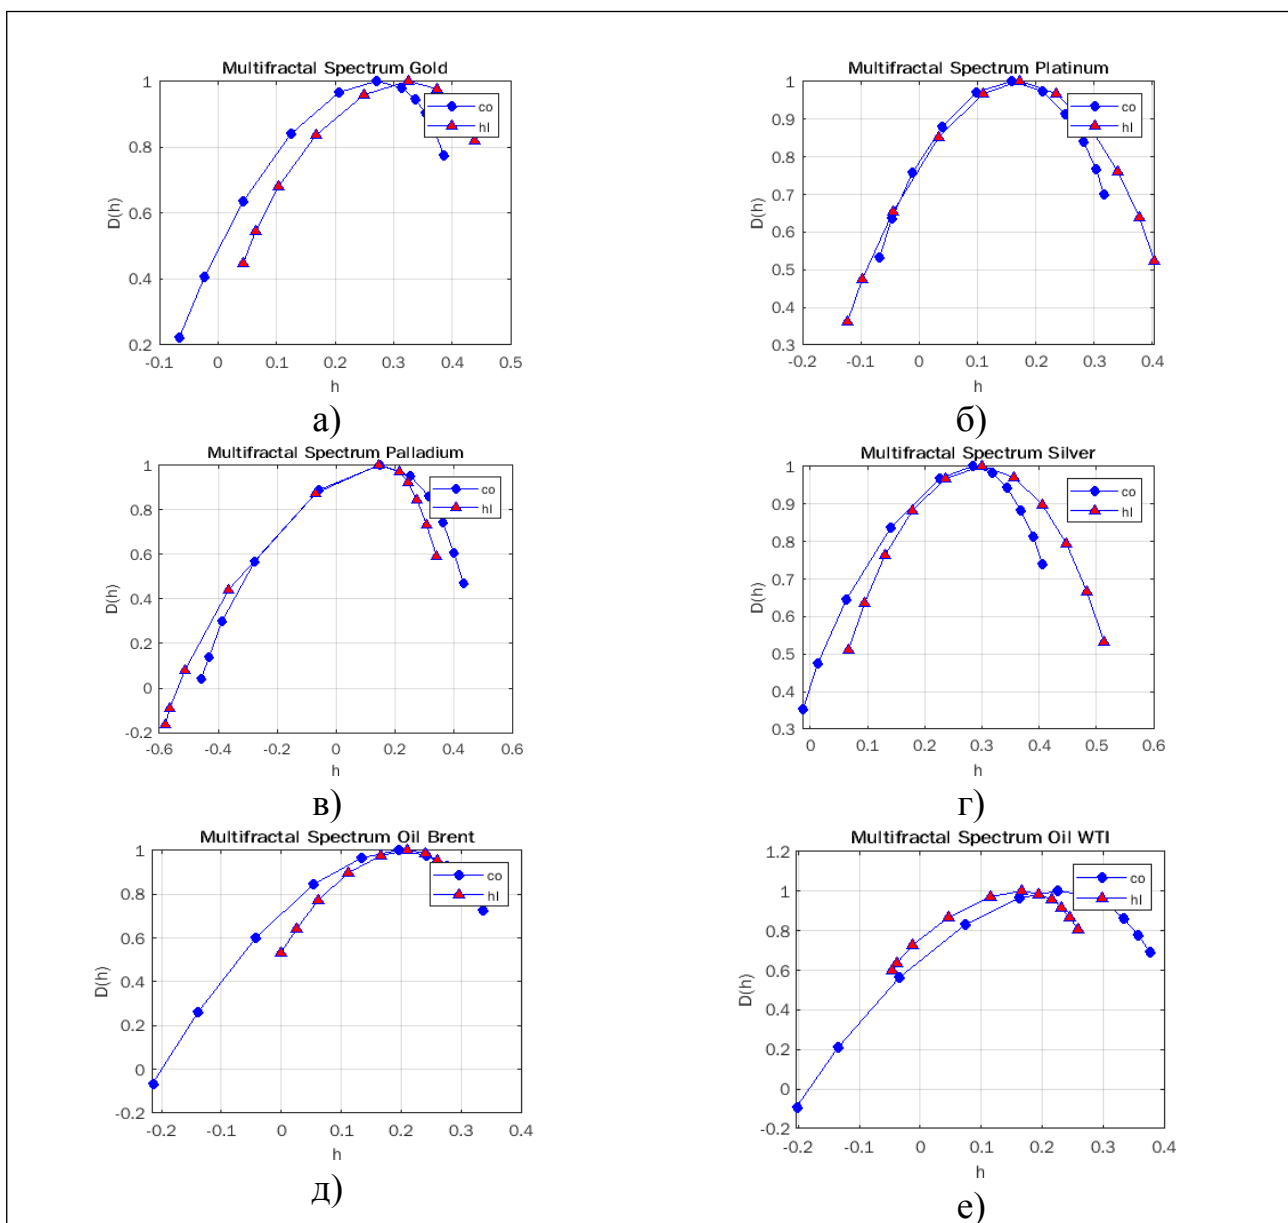 Multifractal Spectrum Gold
1
0.8
0.6
0.4
0.2
D(h)
-0.1
0
0.1
0.2
0.3
0.4
0.5
h
co
hl
а)
Multifractal Spectrum Platinum
1
0.9
0.8
0.7
0.6
0.5
0.4
0.3
D(h)
-0.2
-0.1
0
0.1
0.2
0.3
0.4
h
co
hl
б)
Multifractal Spectrum Palladium
1
0.8
0.6
0.4
0.2
0
-0.2
D(h)
-0.6
-0.4
-0.2
0
0.2
0.4
0.6
h
co
hl
в)
Multifractal Spectrum Silver
1
0.9
0.8
0.7
0.6
0.5
0.4
0.3
D(h)
0
0.1
0.2
0.3
0.4
0.5
0.6
h
co
hl
г)
Multifractal Spectrum Oil Brent
1
0.8
0.6
0.4
0.2
0
-0.2
D(h)
-0.2
-0.1
0
0.1
0.2
0.3
0.4
h
co
hl
д)
Multifractal Spectrum Oil WTI
1.2
1
0.8
0.6
0.4
0.2
0
-0.2
D(h)
-0.2
-0.1
0
0.1
0.2
0.3
0.4
h
co
hl
е)